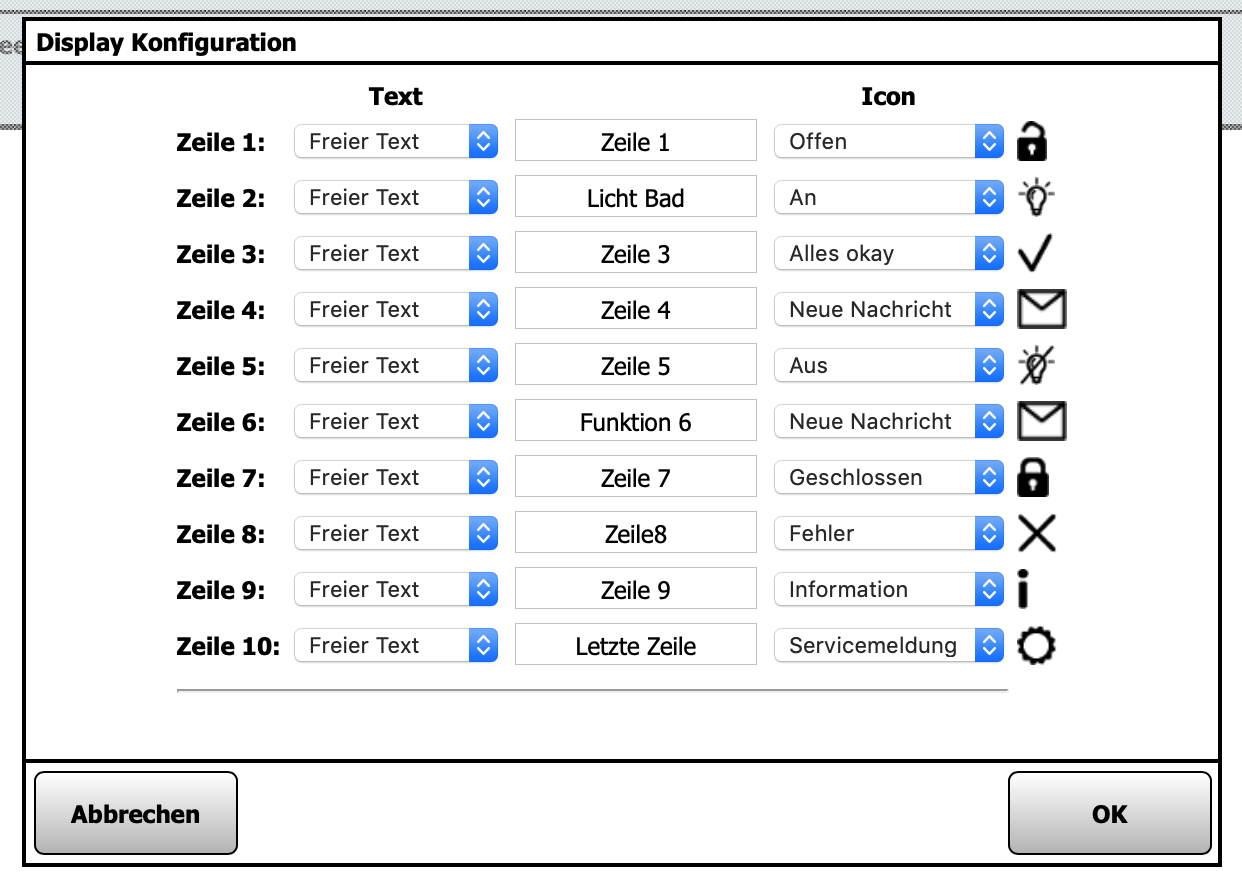 ee
Display Konfiguration
Text Icon
Zeile 1: Freier Text Zeile 1 Offen
Zeile 2: Freier Text Licht Bad An
Zeile 3: Freier Text Zeile 3 Alles okay
Zeile 4: Freier Text Zeile 4 Neue Nachricht
Zeile 5: Freier Text Zeile 5 Aus
Zeile 6: Freier Text Funktion 6 Neue Nachricht
Zeile 7: Freier Text Zeile 7 Geschlossen
Zeile 8: Freier Text Zeile8 Fehler
Zeile 9: Freier Text Zeile 9 Information
Zeile 10: Freier Text Letzte Zeile Servicemeldung
Abbrechen OK